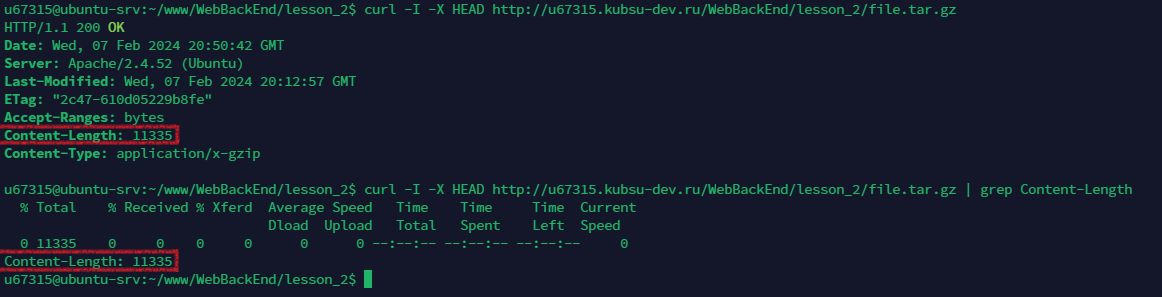 u67315@ubuntu-srv:~/www/WebBackEnd/lesson_2$ curl -I -X HEAD http://u67315.kubsu-dev.ru/WebBackEnd/lesson_2/file.tar.gz
HTTP/1.1 200 OK
Date: Wed, 07 Feb 2024 20:50:42 GMT
Server: Apache/2.4.52 (Ubuntu)
Last-Modified: Wed, 07 Feb 2024 20:12:57 GMT
ETag: "2c47-610d05229b8fe"
Accept-Ranges: bytes
Content-Length: 11335
Content-Type: application/x-gzip

u67315@ubuntu-srv:~/www/WebBackEnd/lesson_2$ curl -I -X HEAD http://u67315.kubsu-dev.ru/WebBackEnd/lesson_2/file.tar.gz | grep Content-Length
  % Total    % Received % Xferd  Average Speed   Time    Time     Time  Current
                                 Dload  Upload   Total   Spent    Left  Speed
  0 11335    0     0    0     0      0      0 --:--:-- --:--:-- --:--:--     0
Content-Length: 11335
u67315@ubuntu-srv:~/www/WebBackEnd/lesson_2$